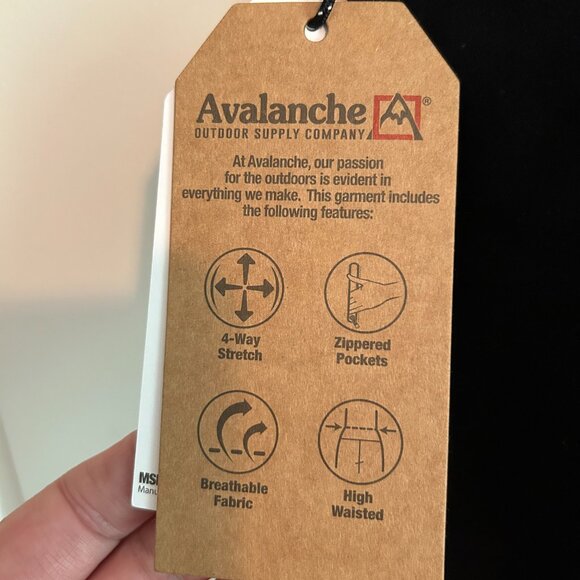 Avalanche®
OUTDOOR SUPPLY COMPANY
At Avalanche, our passion
for the outdoors is evident in
everything we make. This garment includes
the following features:
4-Way
Stretch
Zippered
Pockets
Breathable
Fabric
High
Waisted